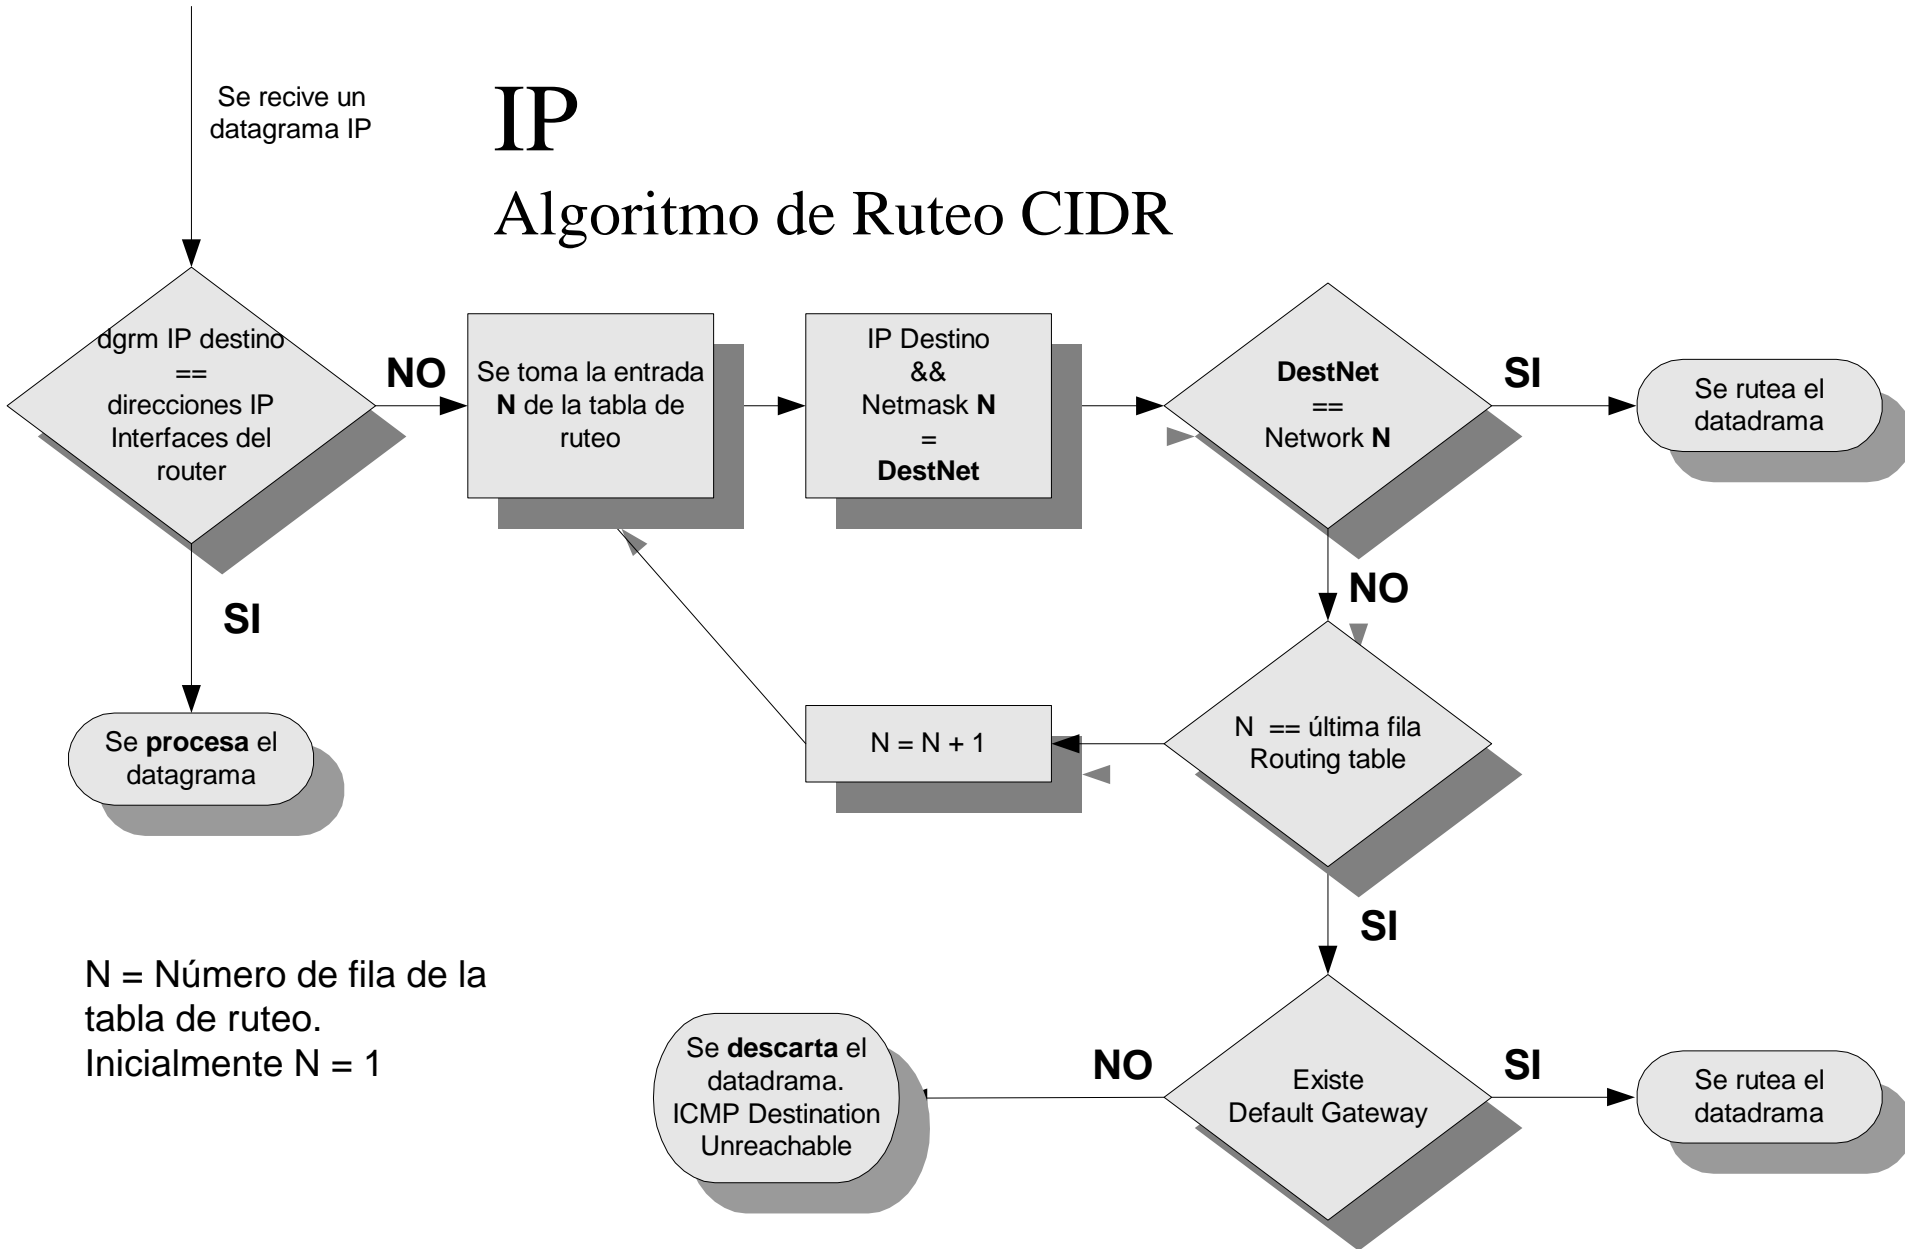 Se recive un
datagrama IP
IP
Algoritmo de Ruteo CIDR
dgrm IP destino
==
direcciones IP
Interfaces del
router
NO
Se toma la entrada
N de la tabla de
ruteo
IP Destino
&&
Netmask N
=
DestNet
DestNet
==
Network N
SI
Se rutea el
datadrama
NO
SI
Se procesa el
datagrama
N = N + 1
N == última fila
Routing table
SI
N = Número de fila de la
tabla de ruteo.
Inicialmente N = 1
Se descarta el
datadrama.
ICMP Destination
Unreachable
NO
Existe
Default Gateway
SI
Se rutea el
datadrama